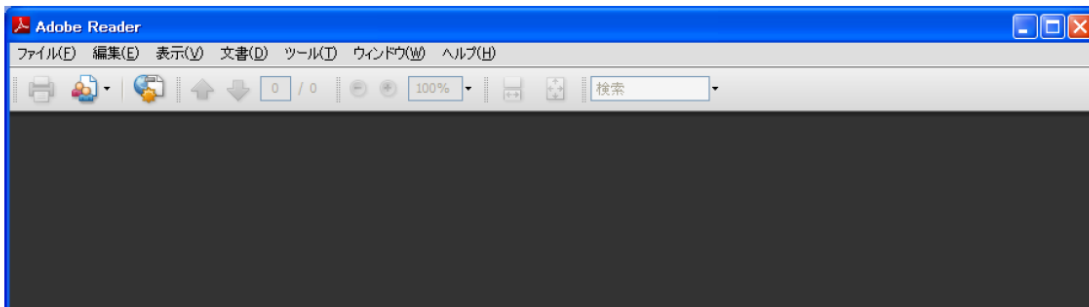 Adobe Reader
ファイル(F) 編集(E) 表示(V) 文書(D) ツール(T) ウィンドウ(W) ヘルプ(H)
0 / 0 100% 検索